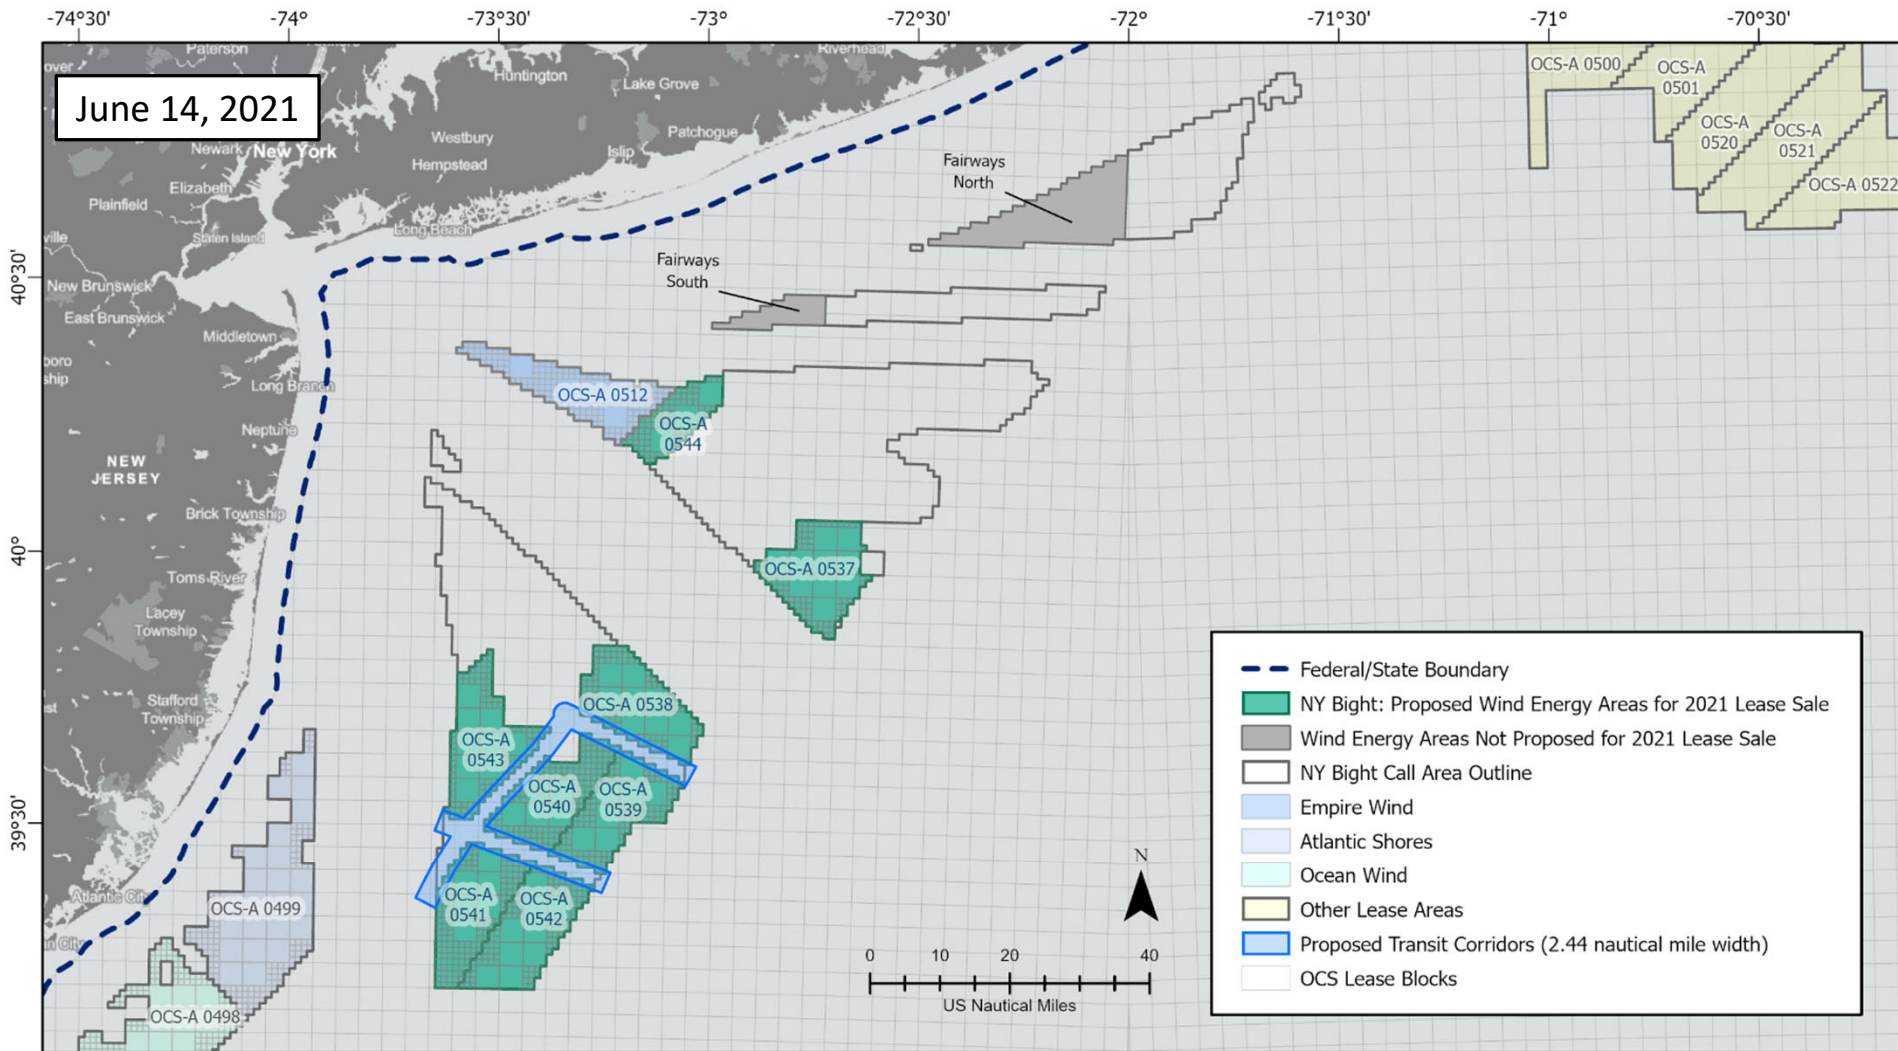 -74°30'
-74°
-73°30'
-73°
-72°30'
-72°
-71°30'
-71°
-70°30'
Paterson
Riverhead
over
Huntington
Lake Grove
OCS-A 0500
OCS-A
0501
June 14, 2021
Westbury
Patchogue
Newark
New York
Hempstead
Islip
OCS-A
0520
OCS-A
0521
Fairways
North
Elizabeth
OCS-A 0522
Plainfield
ville
Staten Island
Long Beach
Fairways
South
40°30'
New Brunswick
East Brunswick
Middletown
boro
ship
Long Branch
OCS-A 0512
Neptune
OCS-A
0544
NEW
JERSEY
Brick Township
40°
OCS-A 0537
Toms River
Lacey
Township
Federal/State Boundary
NY Bight: Proposed Wind Energy Areas for 2021 Lease Sale
Wind Energy Areas Not Proposed for 2021 Lease Sale
NY Bight Call Area Outline
Empire Wind
Atlantic Shores
Ocean Wind
Other Lease Areas
Proposed Transit Corridors (2.44 nautical mile width)
OCS Lease Blocks
Stafford
Township
st
OCS-A 0538
OCS-A
0543
OCS-A
0540
OCS-A
0539
39°30'
N
Atlantic City
OCS-A 0499
OCS-A
0541
OCS-A
0542
n City
0
10
20
40
US Nautical Miles
OCS-A 0498